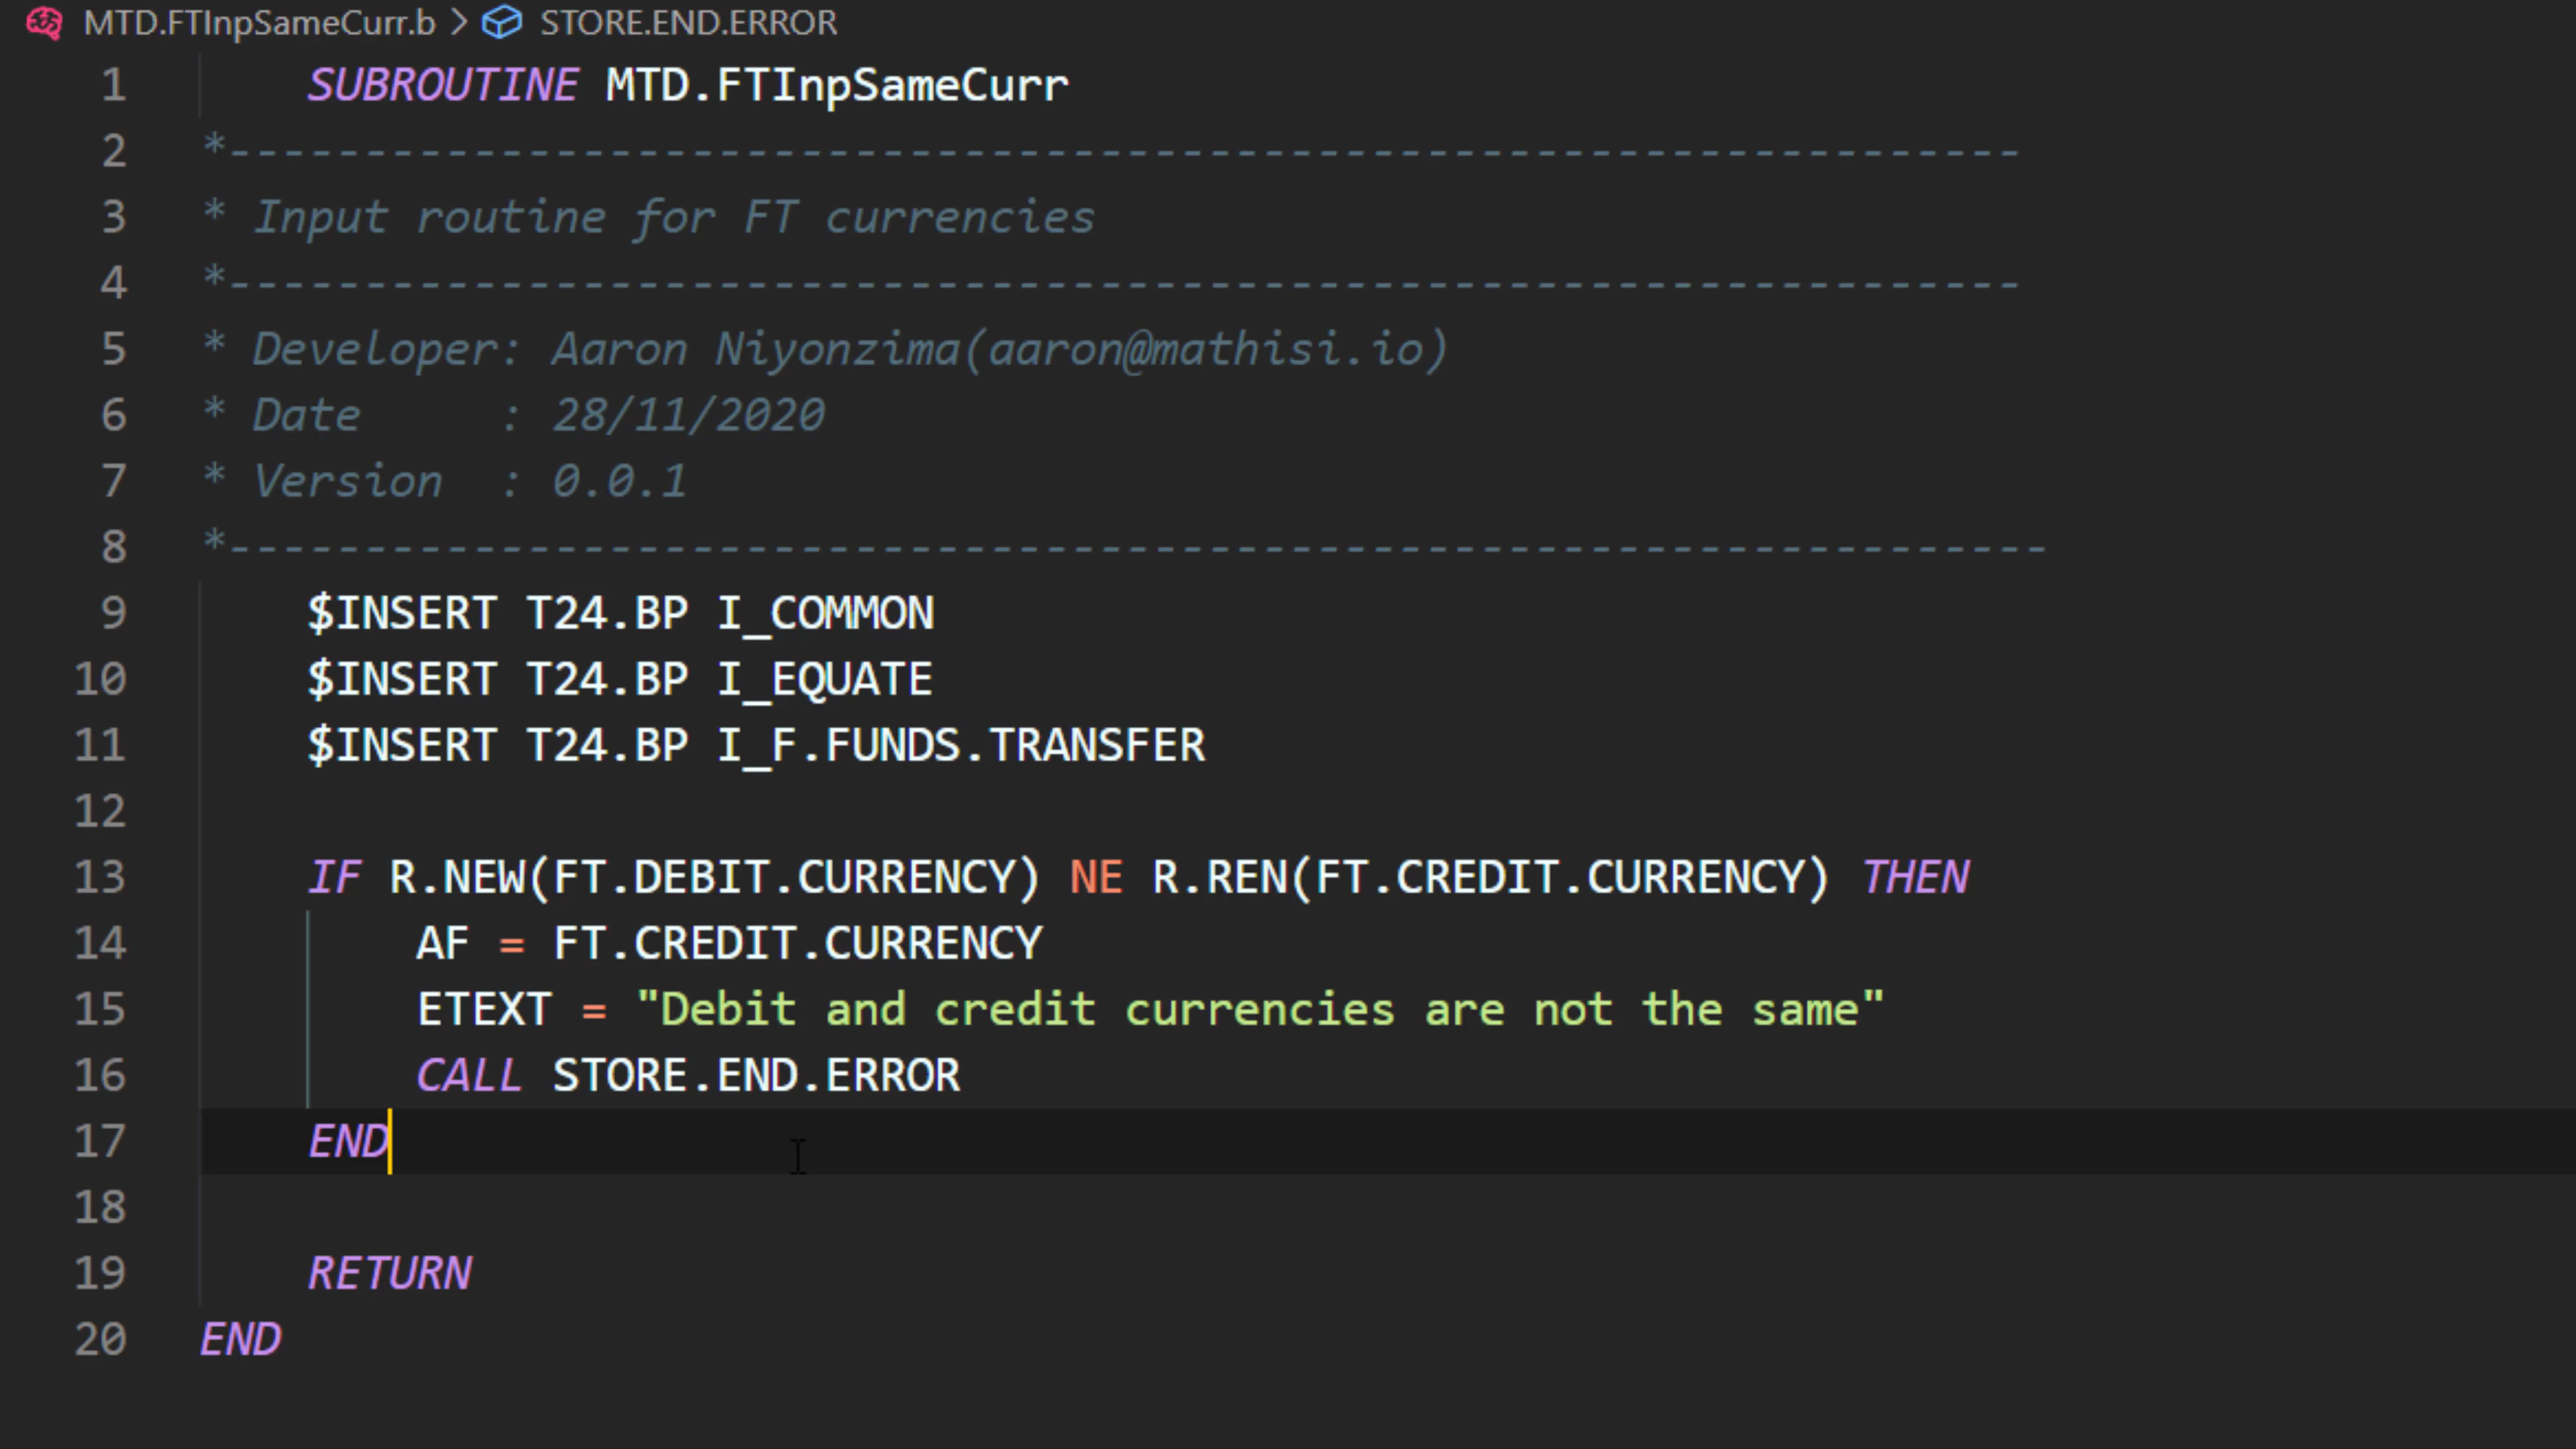 MTD.FTInpSameCurr.b > STORE.END.ERROR
1 SUBROUTINE MTD.FTInpSameCurr
2 *------------------------------------------------------------------
3 * Input routine for FT currencies
4 *------------------------------------------------------------------
5 * Developer: Aaron Niyonzima(aaron@mathisi.io)
6 * Date     : 28/11/2020
7 * Version  : 0.0.1
8 *-------------------------------------------------------------------
9 $INSERT T24.BP I_COMMON
10 $INSERT T24.BP I_EQUATE
11 $INSERT T24.BP I_F.FUNDS.TRANSFER
12
13 IF R.NEW(FT.DEBIT.CURRENCY) NE R.REN(FT.CREDIT.CURRENCY) THEN
14 AF = FT.CREDIT.CURRENCY
15 ETEXT = "Debit and credit currencies are not the same"
16 CALL STORE.END.ERROR
17 END
18
19 RETURN
20 END